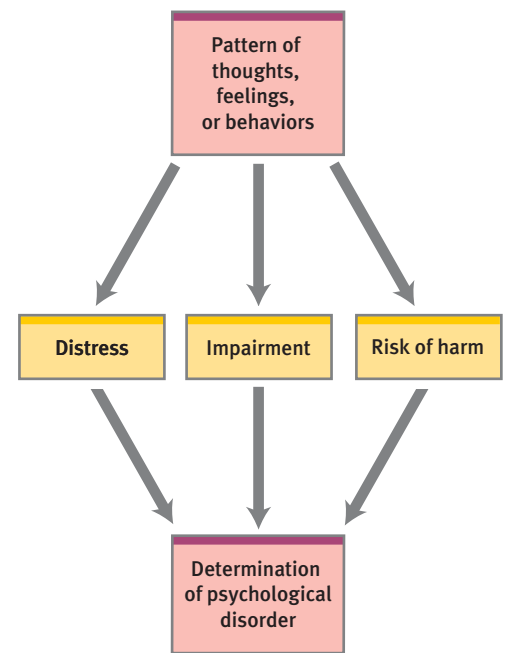 Pattern of
thoughts,
feelings,
or behaviors
Distress
Impairment
Risk of harm
Determination
of psychological
disorder